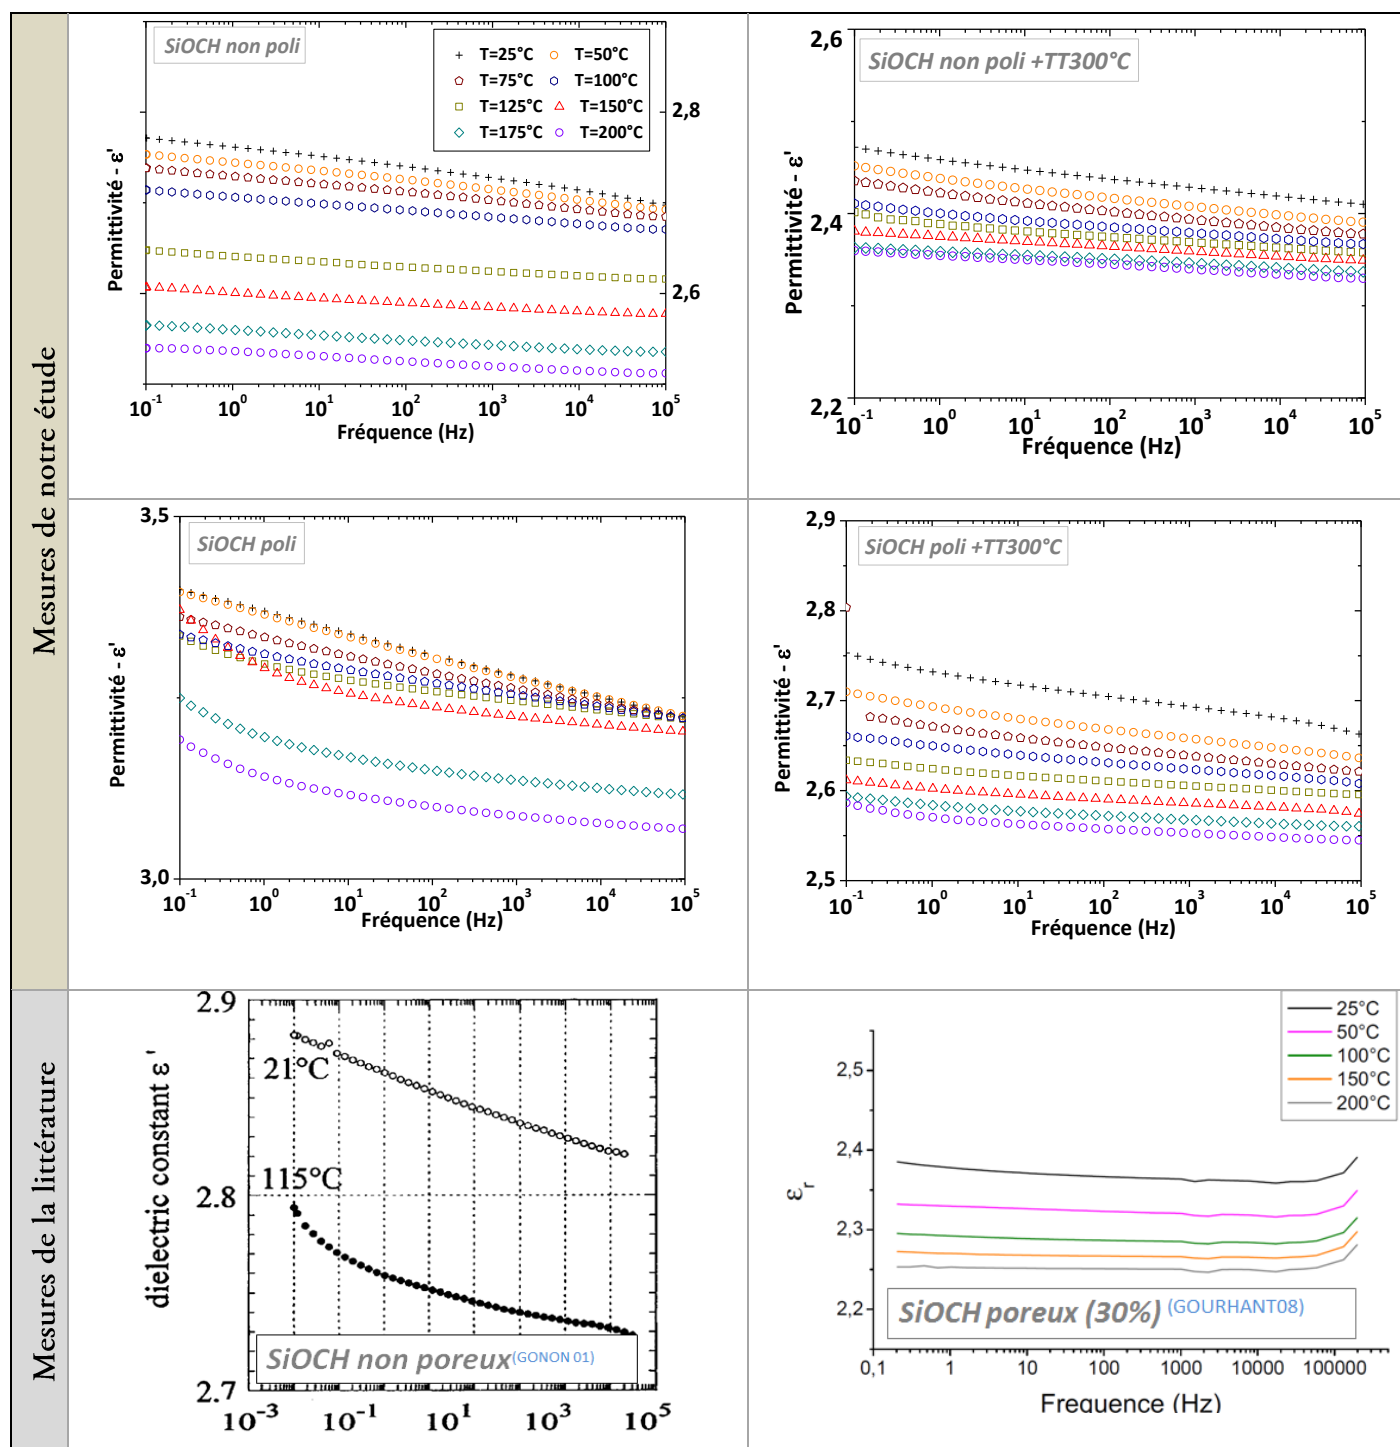 Mesures de notre étude
SiOCH non poli
T=25°C T=50°C
T=75°C T=100°C
T=125°C T=150°C
T=175°C T=200°C
2,8
2,6
Permittivité - ε'
10-1 100 101 102 103 104 105
Fréquence (Hz)
SiOCH non poli +TT300°C
2,6
2,4
2,2
Permittivité - ε'
10-1 100 101 102 103 104 105
Fréquence (Hz)
SiOCH poli
3,5
3,0
Permittivité - ε'
10-1 100 101 102 103 104 105
Fréquence (Hz)
SiOCH poli +TT300°C
2,9
2,8
2,7
2,6
2,5
Permittivité - ε'
10-1 100 101 102 103 104 105
Fréquence (Hz)
Mesures de la littérature
2.9
2.8
2.7
dielectric constant ε'
21°C
115°C
SiOCH non poreux(GONON 01)
10-3 10-1 101 103 105
25°C
50°C
100°C
150°C
200°C
2,5
2,4
2,3
2,2
εr
SiOCH poreux (30%) (GOURHANT08)
0,1 1 10 100 1000 10000 100000
Frequence (Hz)